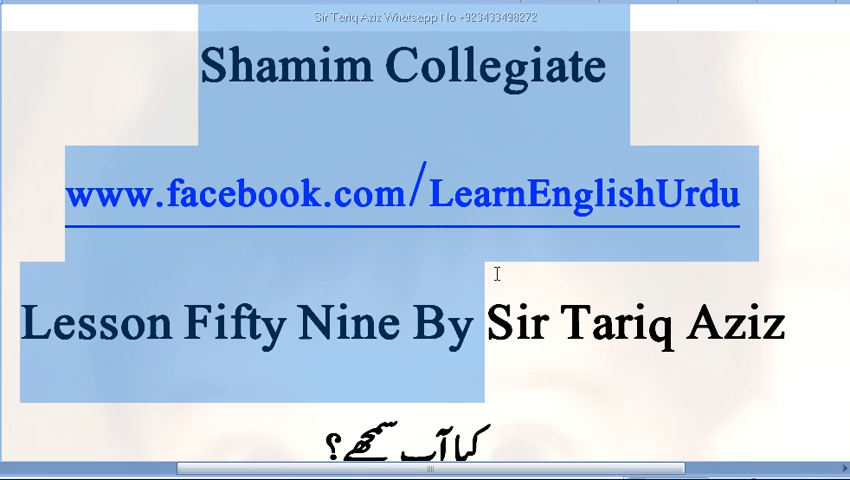 Sir Tariq Aziz Whatsapp No +923433498272
Shamim Collegiate
www.facebook.com/LearnEnglishUrdu
Lesson Fifty Nine By Sir Tariq Aziz
کیا آپ سمجھے؟